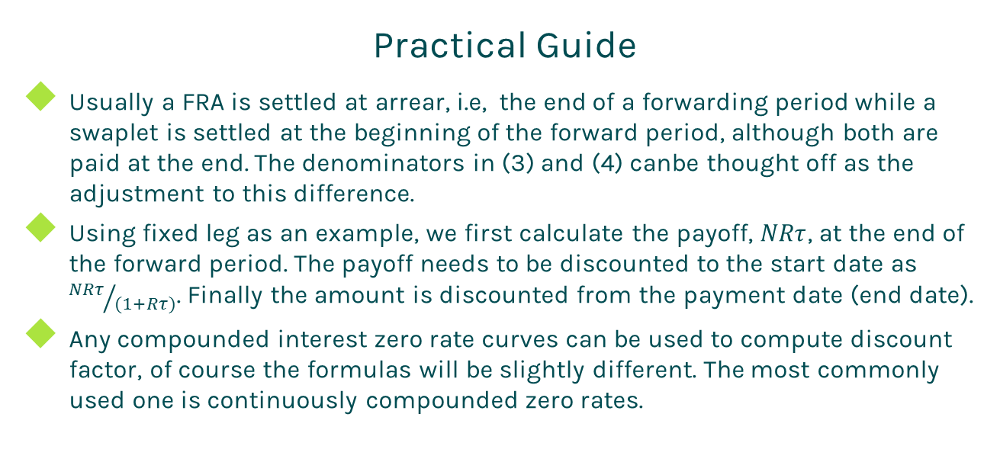 Practical Guide
Usually a FRA is settled at arrear, i.e, the end of a forwarding period while a
swaplet is settled at the beginning of the forward period, although both are
paid at the end. The denominators in (3) and (4) canbe thought off as the
adjustment to this difference.
Using fixed leg as an example, we first calculate the payoff, 𝑁𝑅𝜏, at the end of
the forward period. The payoff needs to be discounted to the start date as
𝑁𝑅𝜏/(1+𝑅𝜏). Finally the amount is discounted from the payment date (end date).
Any compounded interest zero rate curves can be used to compute discount
factor, of course the formulas will be slightly different. The most commonly
used one is continuously compounded zero rates.